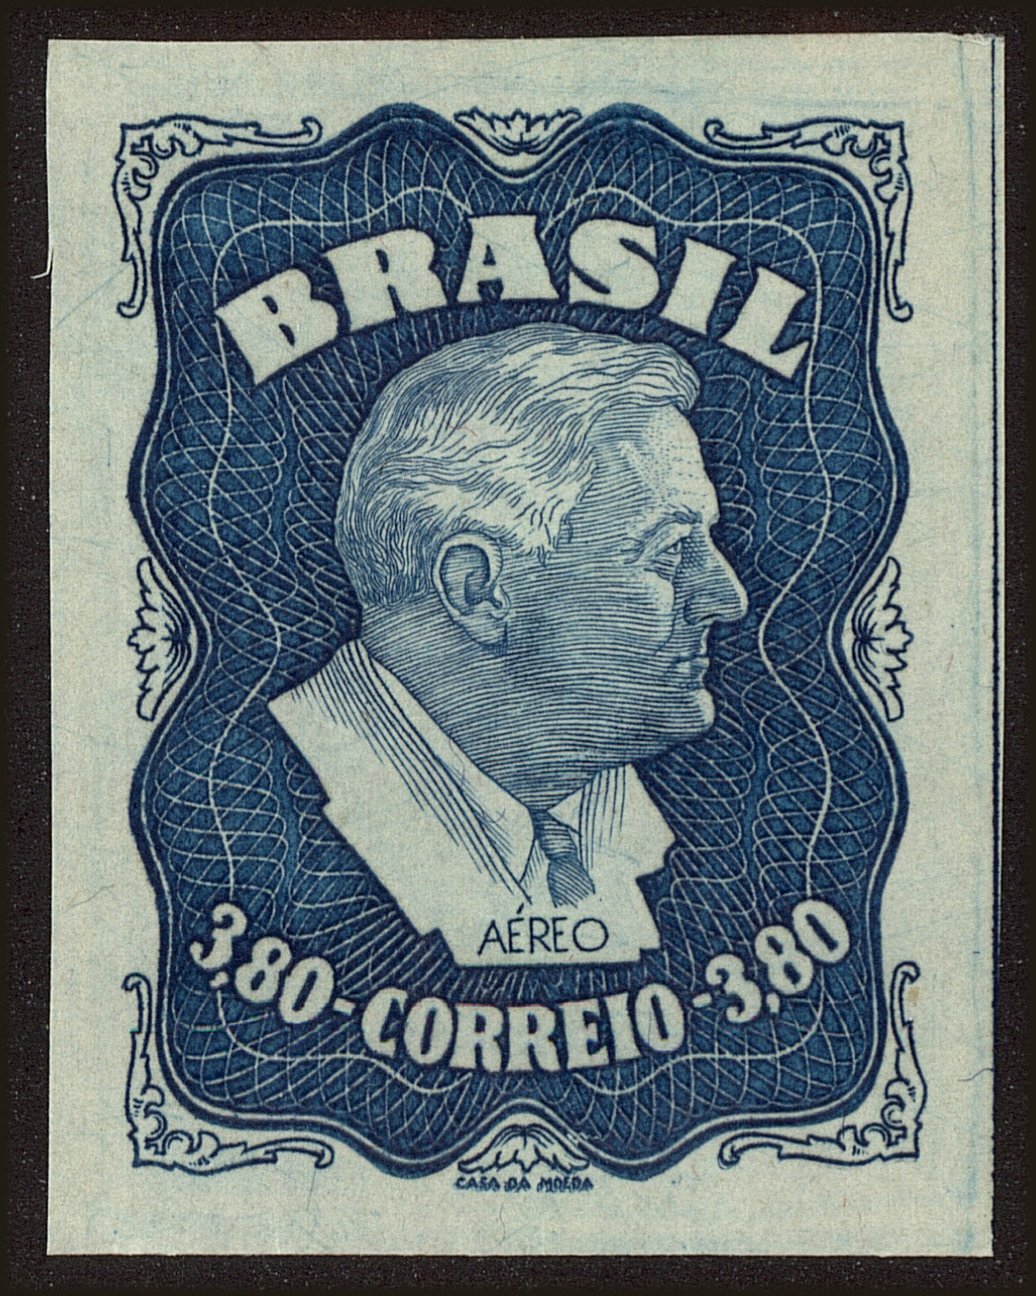 BRASIL
AÉREO
3,80-CORREIO-3,80
CASA DA MOEDA